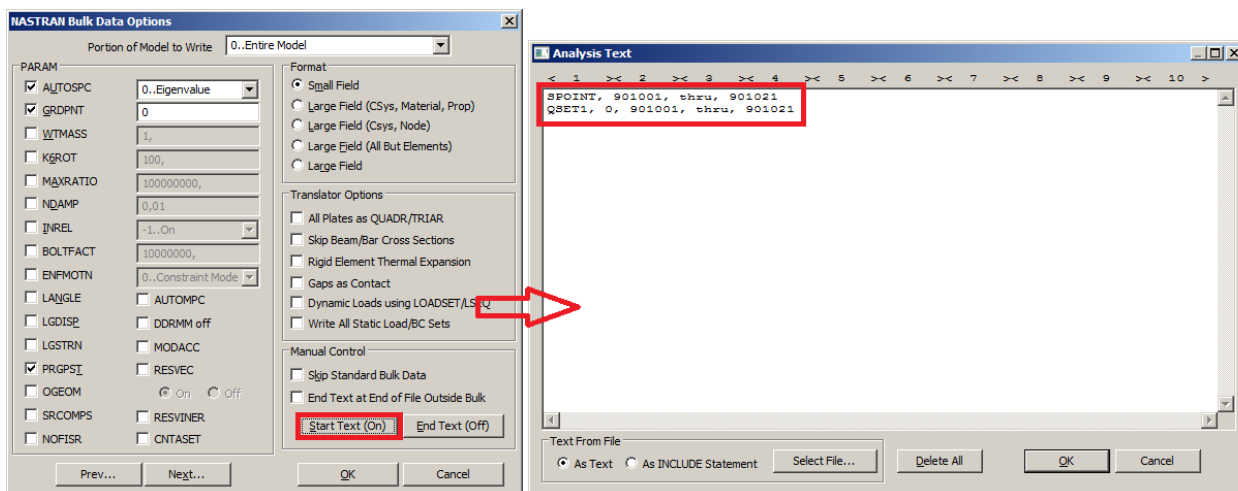 NASTRAN Bulk Data Options
Portion of Model to Write 0..Entire Model
PARAM
AUTOSPC 0..Eigenvalue
GRDPNT 0
WTMASS 1,
K6ROT 100,
MAXRATIO 100000000,
NDAMP 0,01
INREL -1..On
BOLTFACT 10000000,
ENFMOTN 0..Constraint Mode
LANGLE AUTOMPC
LGDISP DDRMM off
LGSTRN MODACC
PRGPST RESVEC
OGEOM On Off
SRCOMPS RESVINER
NOFISR CNTASET
Format
Small Field
Large Field (CSys, Material, Prop)
Large Field (Csys, Node)
Large Field (All But Elements)
Large Field
Translator Options
All Plates as QUADR/TRIAR
Skip Beam/Bar Cross Sections
Rigid Element Thermal Expansion
Gaps as Contact
Dynamic Loads using LOADSET/LSEQ
Write All Static Load/BC Sets
Manual Control
Skip Standard Bulk Data
End Text at End of File Outside Bulk
Start Text (On) End Text (Off)
Prev... Next... OK Cancel
Analysis Text
< 1 >< 2 >< 3 >< 4 >< 5 >< 6 >< 7 >< 8 >< 9 >< 10 >
SPOINT, 901001, thru, 901021
QSET1, 0, 901001, thru, 901021
Text From File
As Text As INCLUDE Statement Select File... Delete All OK Cancel